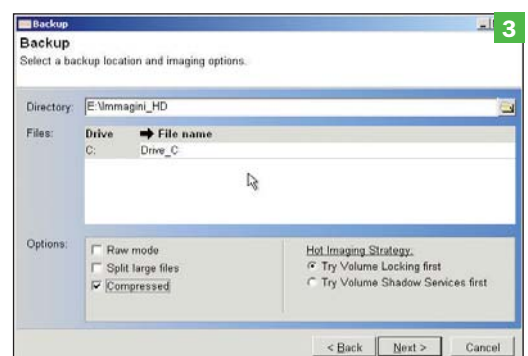 Backup
3
Backup
Select a backup location and imaging options.
Directory: E:\Immagini_HD
Files: Drive File name
C: Drive_C
Options:
Raw mode
Split large files
Compressed
Hot Imaging Strategy:
Try Volume Locking first
Try Volume Shadow Services first
< Back Next > Cancel